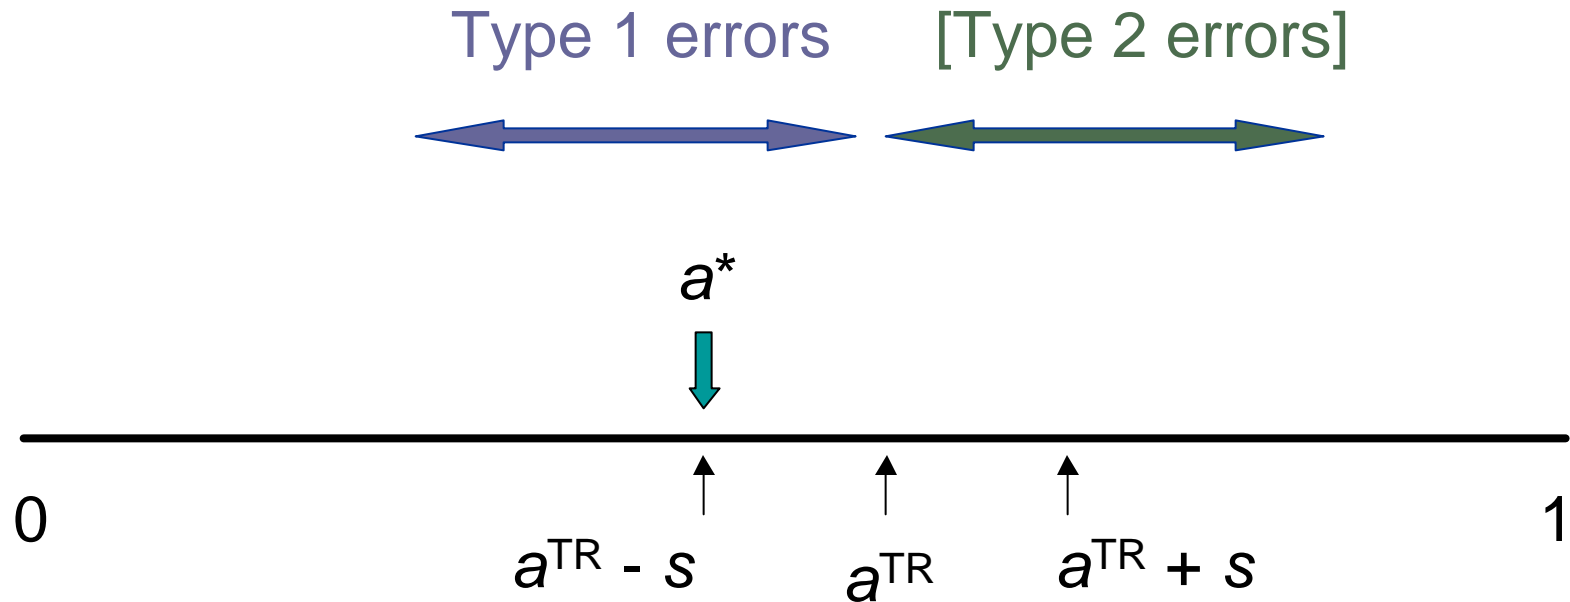 Type 1 errors [Type 2 errors]
a*
0 1
aᵀᴿ - s aᵀᴿ aᵀᴿ + s